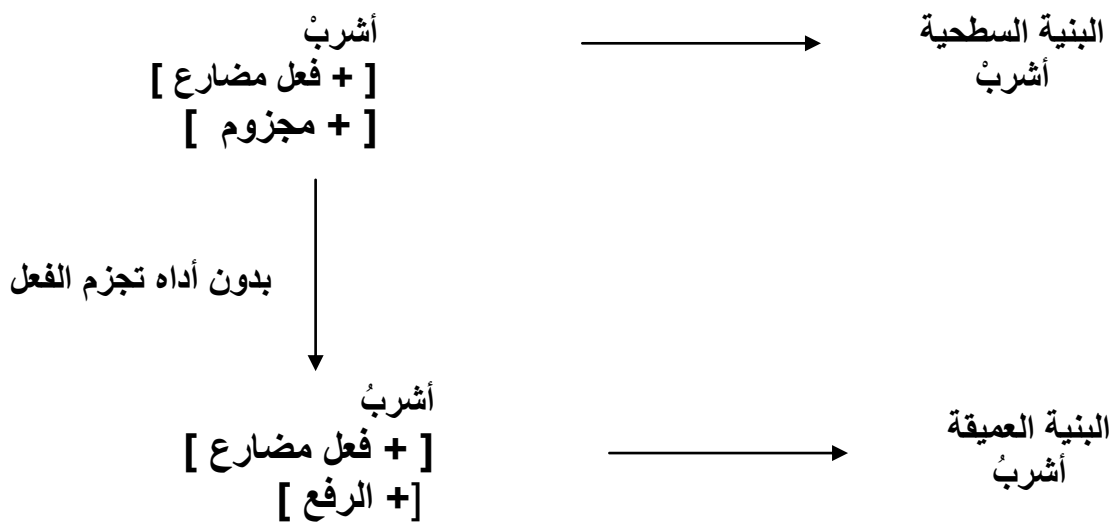 البنية السطحية
أشربْ
أشربْ
[ + فعل مضارع ]
[ + مجزوم ]
بدون أداه تجزم الفعل
أشربُ
[ + فعل مضارع ]
[+ الرفع ]
البنية العميقة
أشربُ